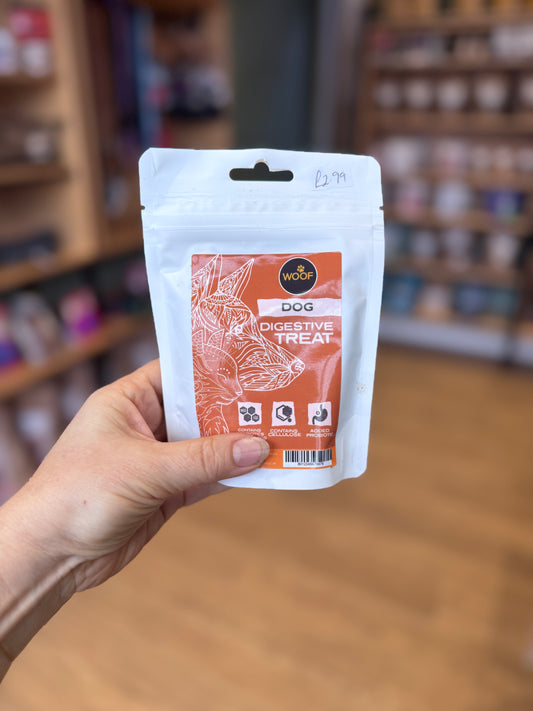 £2.99
WOOF
DOG
DIGESTIVE
TREAT
CONTAINS
CONTAINS
CELLULOSE
ADDED
PROBIOTIC